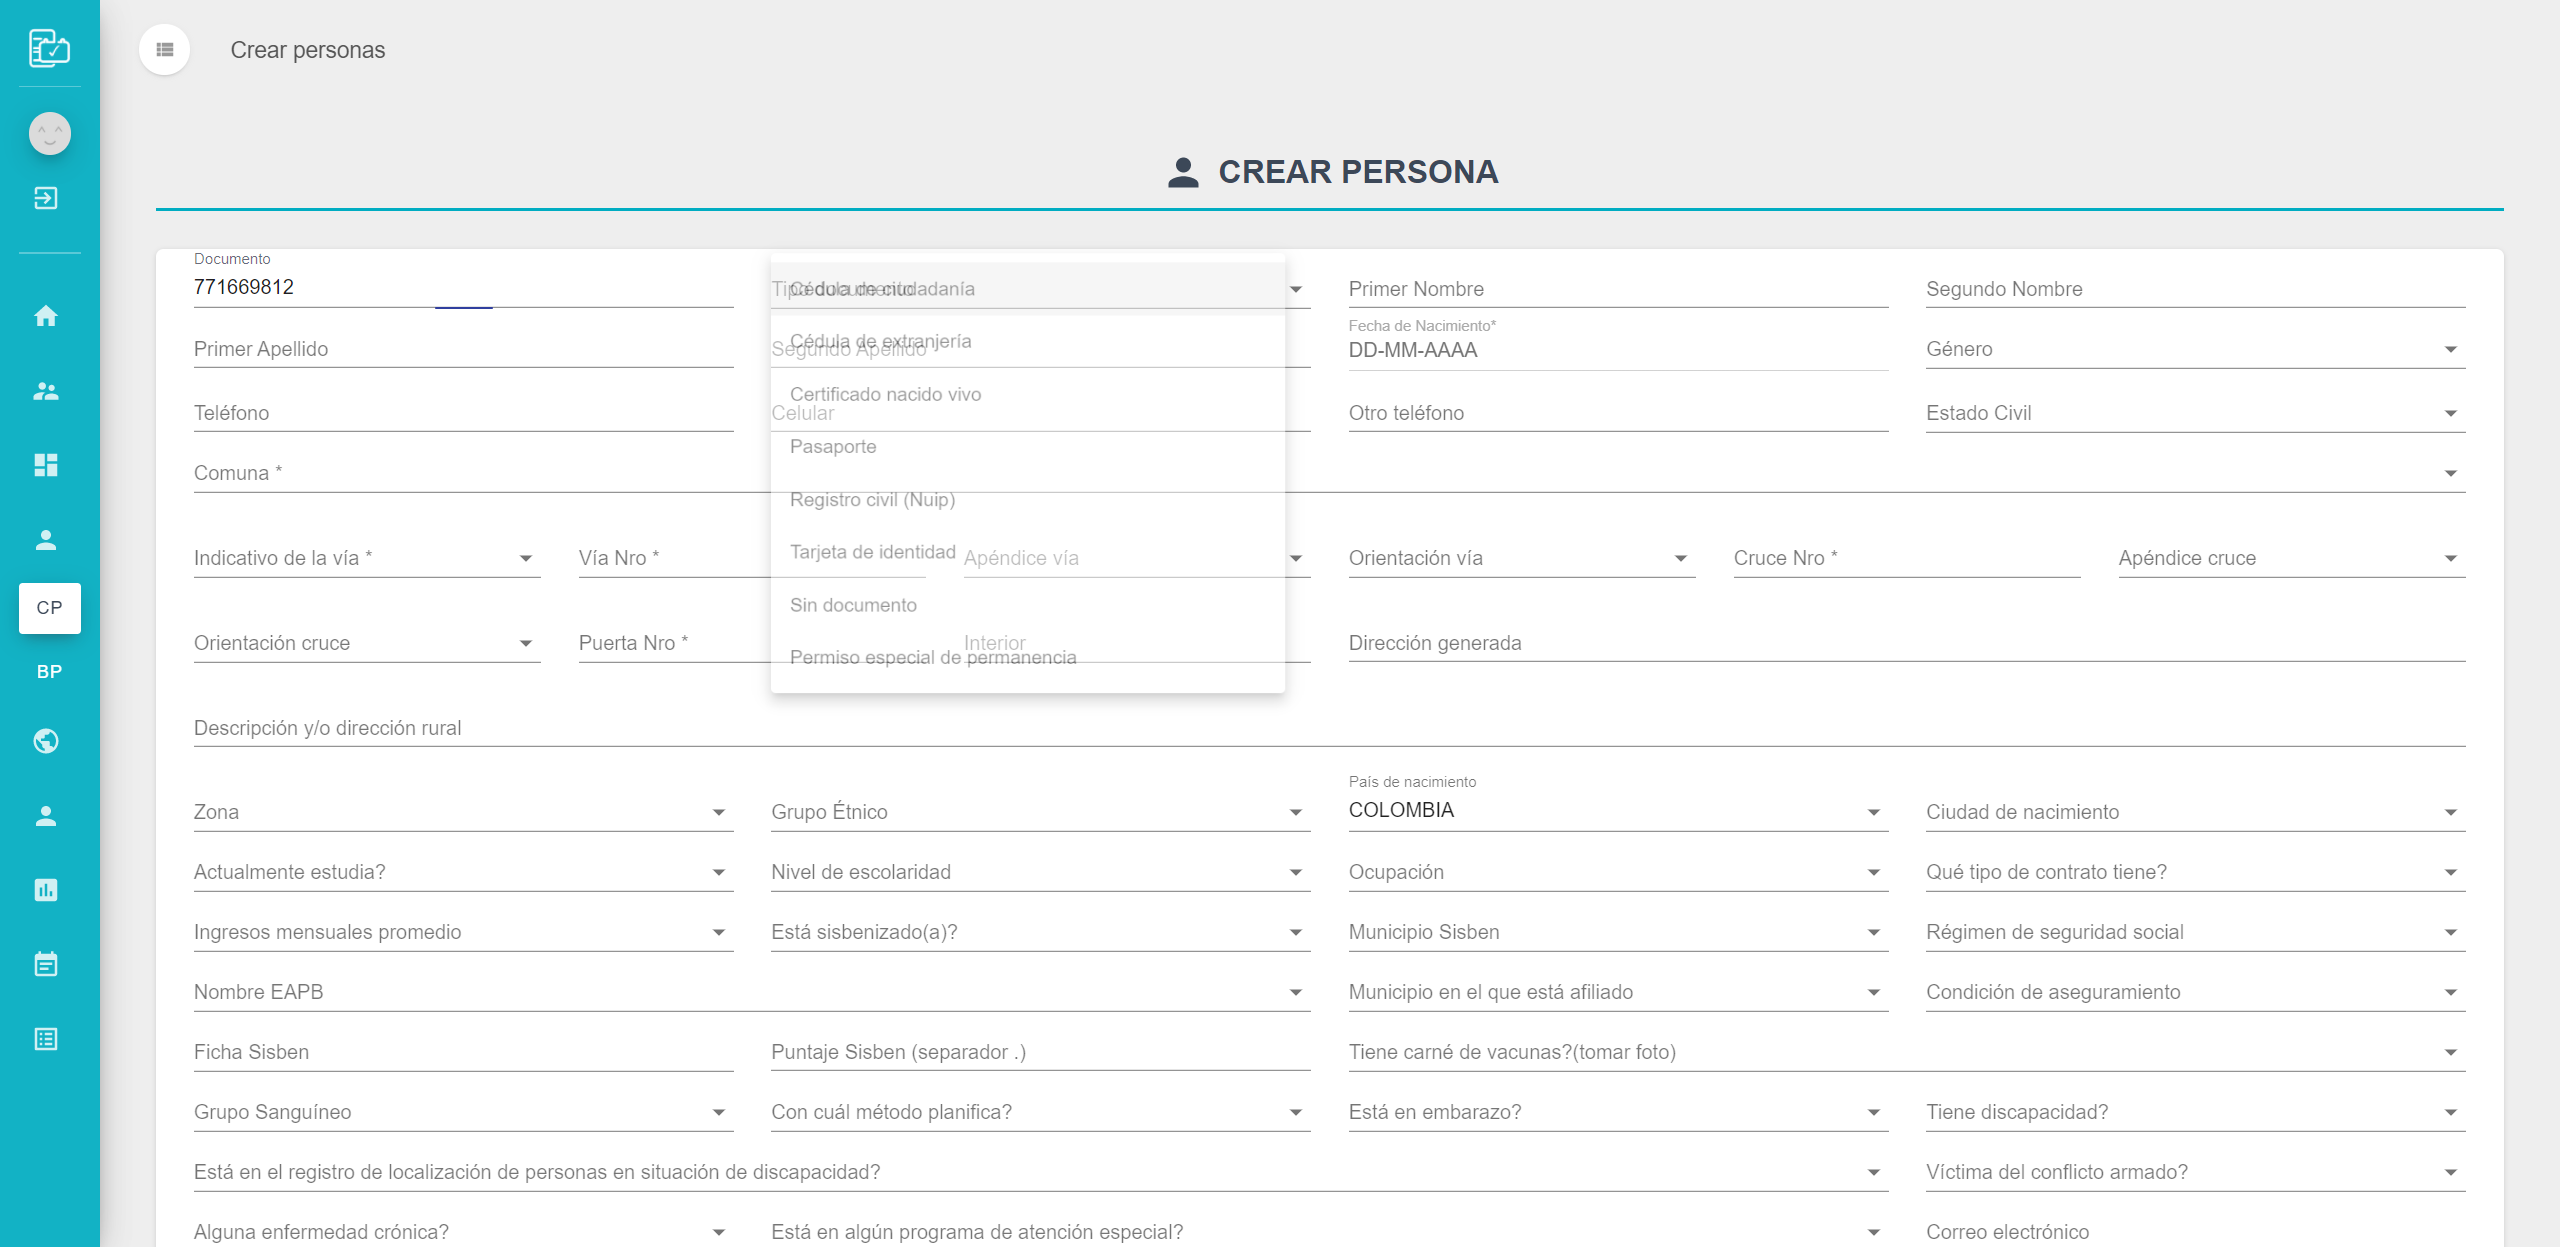 Crear personas
CREAR PERSONA
Documento
771669812
Tipo documento
Cédula de ciudadanía
Primer Nombre
Segundo Nombre
Primer Apellido
Segundo Apellido
Cédula de extranjería
Fecha de Nacimiento*
DD-MM-AAAA
Género
Certificado nacido vivo
Teléfono
Celular
Otro teléfono
Estado Civil
Pasaporte
Comuna *
Registro civil (Nuip)
Tarjeta de identidad
Indicativo de la vía *
Vía Nro *
Apéndice vía
Orientación vía
Cruce Nro *
Apéndice cruce
CP
Sin documento
Orientación cruce
Puerta Nro *
Interior
Dirección generada
Permiso especial de permanencia
BP
Descripción y/o dirección rural
Zona
Grupo Étnico
País de nacimiento
COLOMBIA
Ciudad de nacimiento
Actualmente estudia?
Nivel de escolaridad
Ocupación
Qué tipo de contrato tiene?
Ingresos mensuales promedio
Está sisbenizado(a)?
Municipio Sisben
Régimen de seguridad social
Nombre EAPB
Municipio en el que está afiliado
Condición de aseguramiento
Ficha Sisben
Puntaje Sisben (separador .)
Tiene carné de vacunas?(tomar foto)
Grupo Sanguíneo
Con cuál método planifica?
Está en embarazo?
Tiene discapacidad?
Está en el registro de localización de personas en situación de discapacidad?
Víctima del conflicto armado?
Alguna enfermedad crónica?
Está en algún programa de atención especial?
Correo electrónico